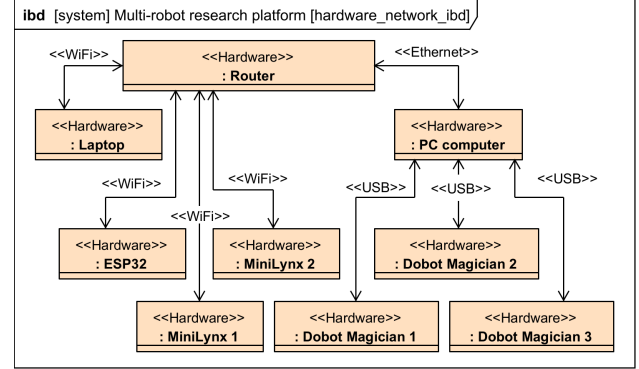 ibd [system] Multi-robot research platform [hardware_network_ibd]
<<WiFi>>
<<Hardware>>
: Router
<<Ethernet>>
<<Hardware>>
: Laptop
<<Hardware>>
: PC computer
<<WiFi>>
<<WiFi>>
<<WiFi>>
<<USB>>
<<USB>>
<<USB>>
<<Hardware>>
: ESP32
<<Hardware>>
: MiniLynx 2
<<Hardware>>
: Dobot Magician 2
<<Hardware>>
: MiniLynx 1
<<Hardware>>
: Dobot Magician 1
<<Hardware>>
: Dobot Magician 3